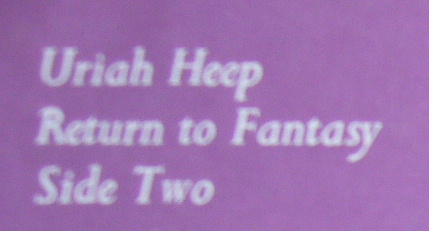 Uriah Heep
Return to Fantasy
Side Two